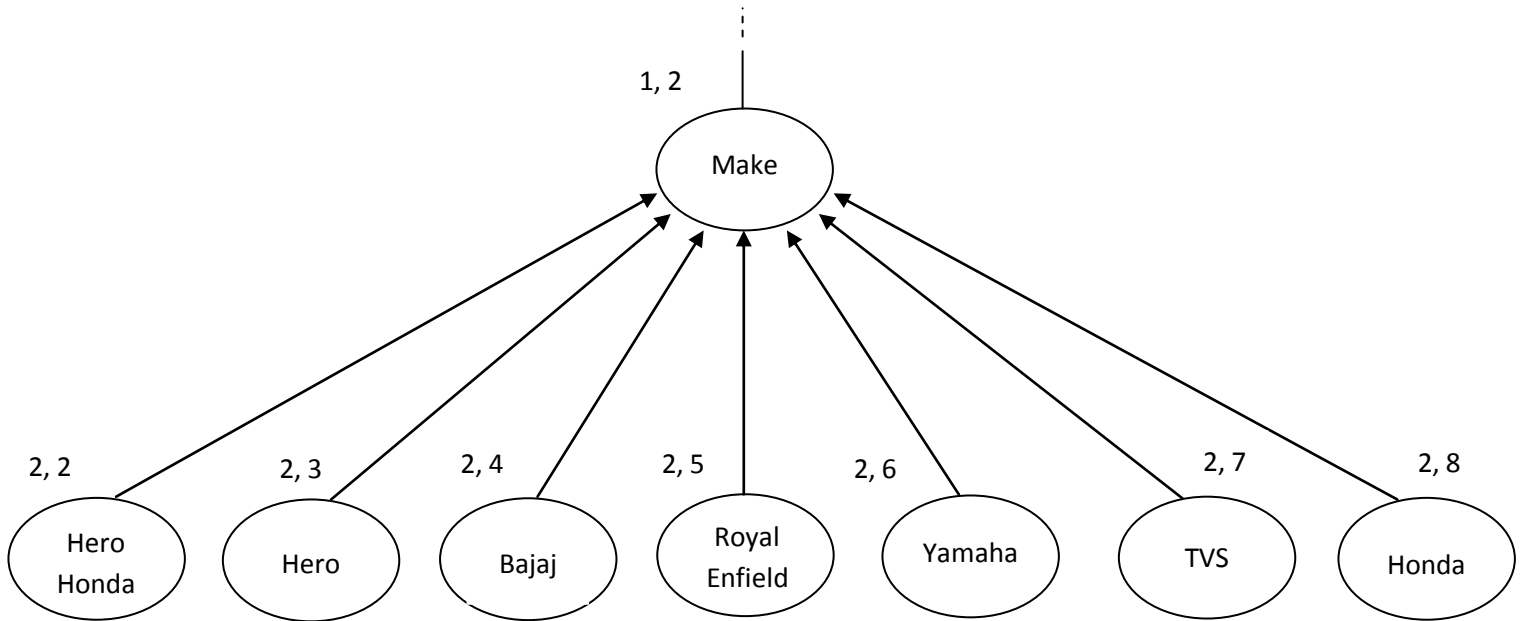 1, 2
Make
2, 2
2, 3
2, 4
2, 5
2, 6
2, 7
2, 8
Hero
Honda
Hero
Bajaj
Royal
Enfield
Yamaha
TVS
Honda